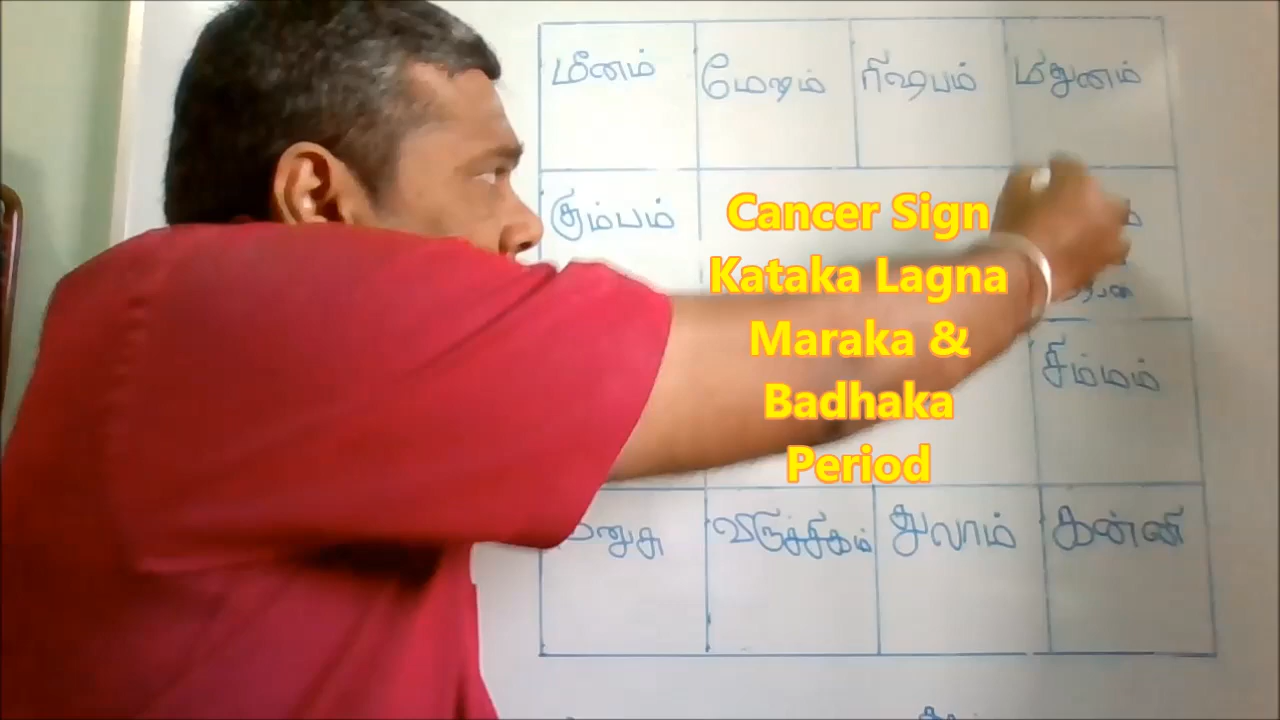 மீனம் மேஷம் ரிஷபம் மிதுனம்
கும்பம்
Cancer Sign
Kataka Lagna
Maraka &
Badhaka
Period
சிம்மம்
விருச்சிகம் துலாம் கன்னி